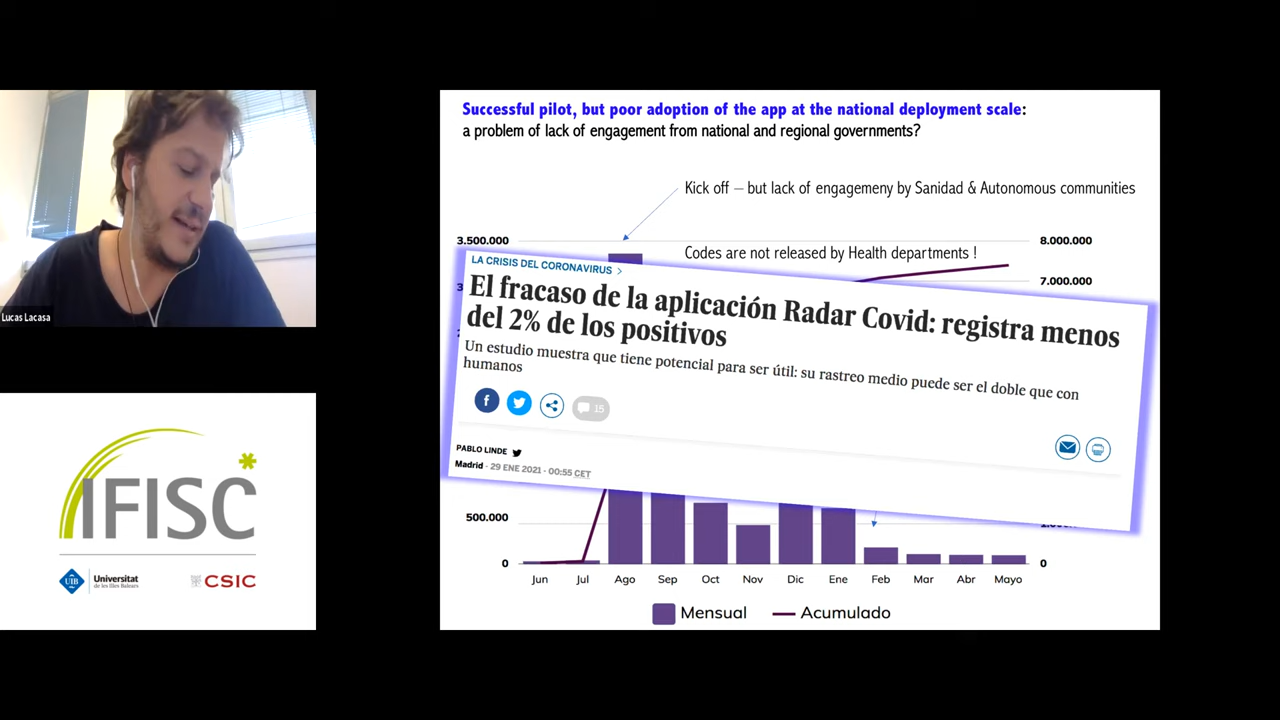 Successful pilot, but poor adoption of the app at the national deployment scale:
a problem of lack of engagement from national and regional governments?
Kick off – but lack of engagemeny by Sanidad & Autonomous communities
3.500.000
8.000.000
Codes are not released by Health departments !
7.000.000
LA CRISIS DEL CORONAVIRUS >
El fracaso de la aplicación Radar Covid: registra menos
del 2% de los positivos
Un estudio muestra que tiene potencial para ser útil: su rastreo medio puede ser el doble que con
humanos
15
PABLO LINDE
Madrid - 29 ENE 2021 - 00:55 CET
500.000
0
0
Jun Jul Ago Sep Oct Nov Dic Ene Feb Mar Abr Mayo
Mensual Acumulado
Lucas Lacasa
IFISC
UIB Universitat
de les Illes Balears
CSIC